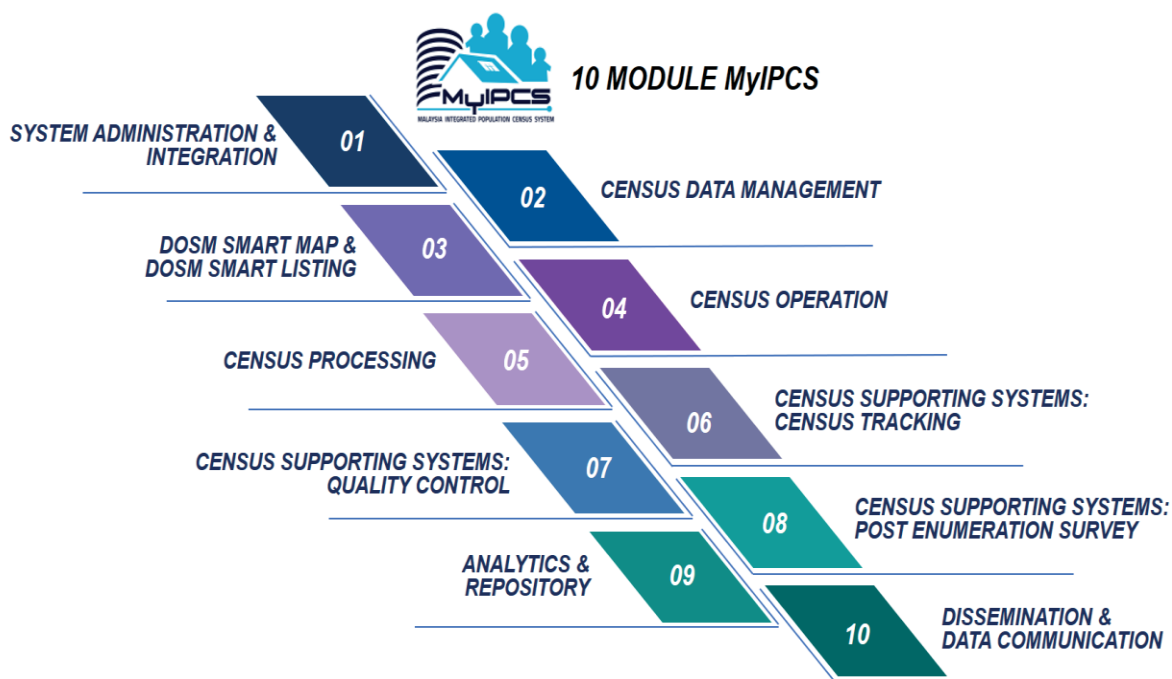 MyIPCS
MALAYSIA INTEGRATED POPULATION CENSUS SYSTEM
10 MODULE MyIPCS
01
SYSTEM ADMINISTRATION &
INTEGRATION
02
CENSUS DATA MANAGEMENT
03
DOSM SMART MAP &
DOSM SMART LISTING
04
CENSUS OPERATION
05
CENSUS PROCESSING
06
CENSUS SUPPORTING SYSTEMS:
CENSUS TRACKING
07
CENSUS SUPPORTING SYSTEMS:
QUALITY CONTROL
08
CENSUS SUPPORTING SYSTEMS:
POST ENUMERATION SURVEY
09
ANALYTICS &
REPOSITORY
10
DISSEMINATION &
DATA COMMUNICATION